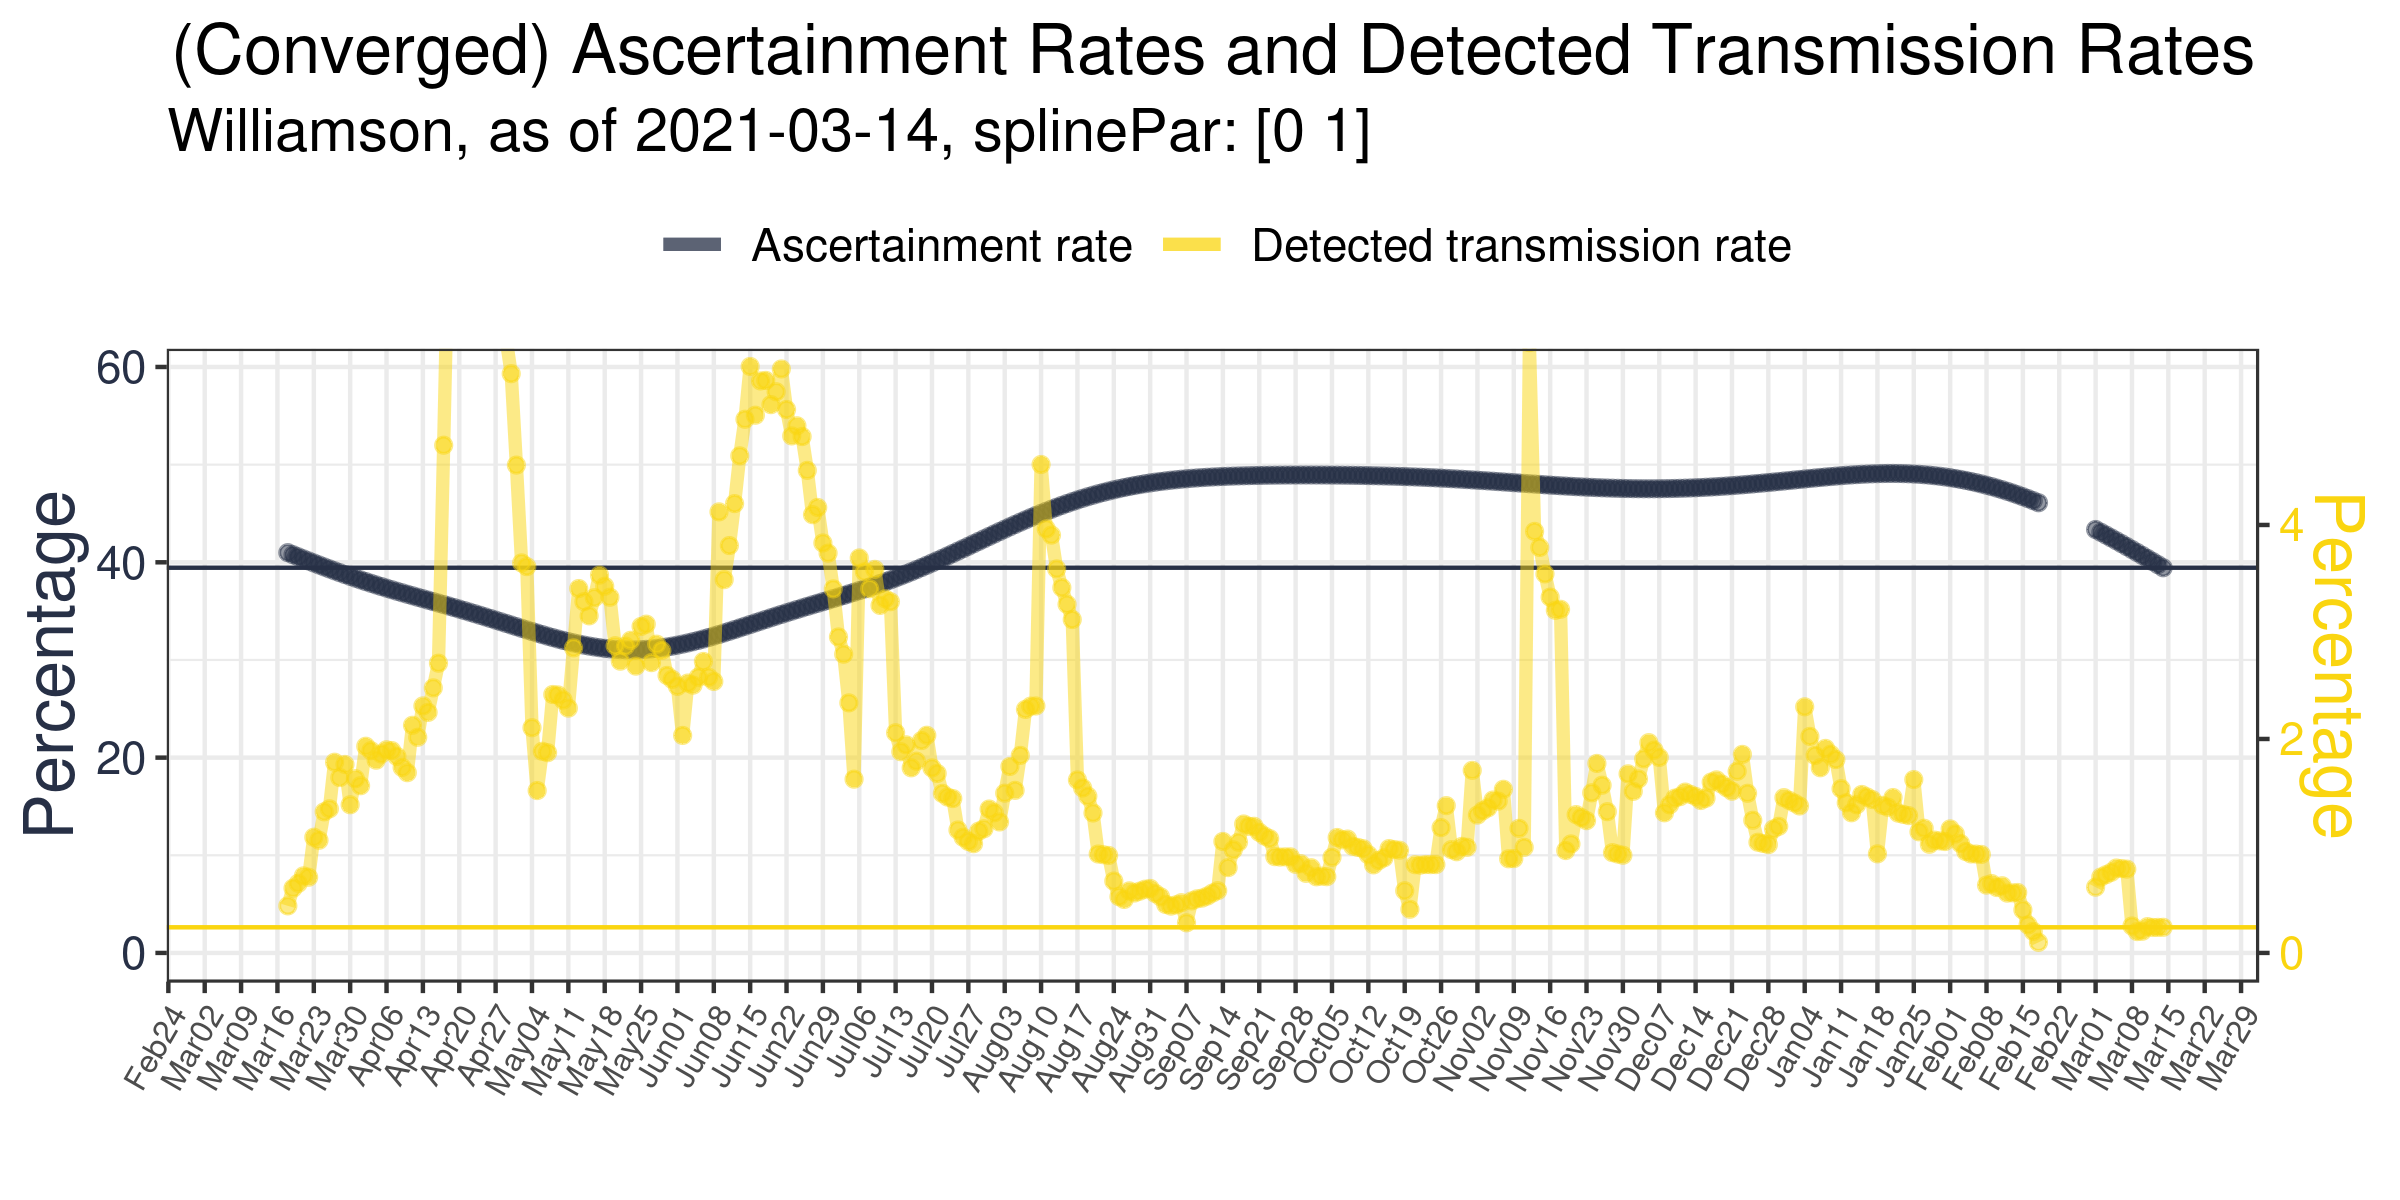 (Converged) Ascertainment Rates and Detected Transmission Rates
Williamson, as of 2021-03-14, splinePar: [0 1]
Ascertainment rate Detected transmission rate
Percentage
60
40
20
0
4
2
0
Percentage
Feb24 Mar02 Mar09 Mar16 Mar23 Mar30 Apr06 Apr13 Apr20 Apr27 May04 May11 May18 May25 Jun01 Jun08 Jun15 Jun22 Jun29 Jul06 Jul13 Jul20 Jul27 Aug03 Aug10 Aug17 Aug24 Aug31 Sep07 Sep14 Sep21 Sep28 Oct05 Oct12 Oct19 Oct26 Nov02 Nov09 Nov16 Nov23 Nov30 Dec07 Dec14 Dec21 Dec28 Jan04 Jan11 Jan18 Jan25 Feb01 Feb08 Feb15 Feb22 Mar01 Mar08 Mar15 Mar22 Mar29